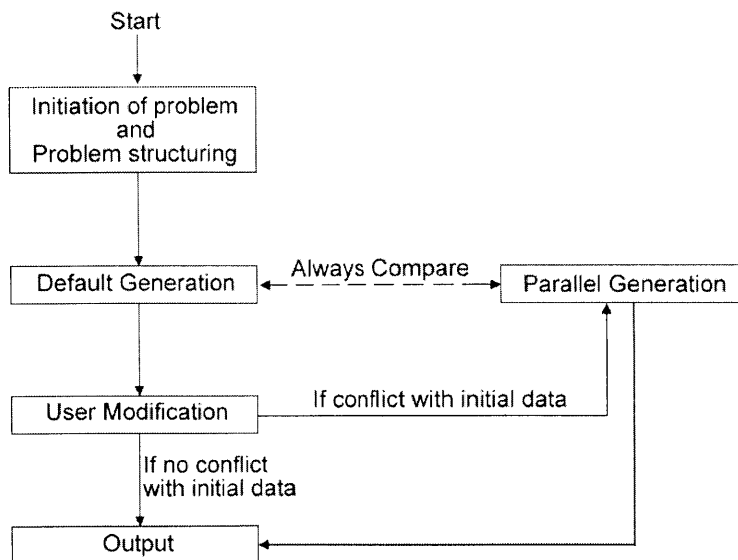 Start
Initiation of problem
and
Problem structuring
Default Generation
Always Compare
Parallel Generation
User Modification
If conflict with initial data
If no conflict
with initial data
Output